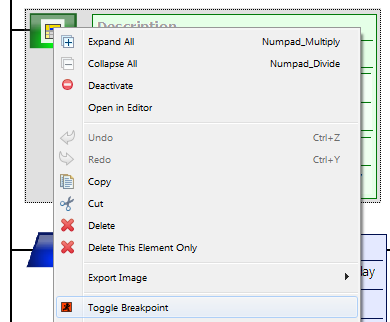 Description
Expand All Numpad_Multiply
Collapse All Numpad_Divide
Deactivate
Open in Editor
Undo Ctrl+Z
Redo Ctrl+Y
Copy
Cut
Delete
Delete This Element Only
Export Image
lay
Toggle Breakpoint